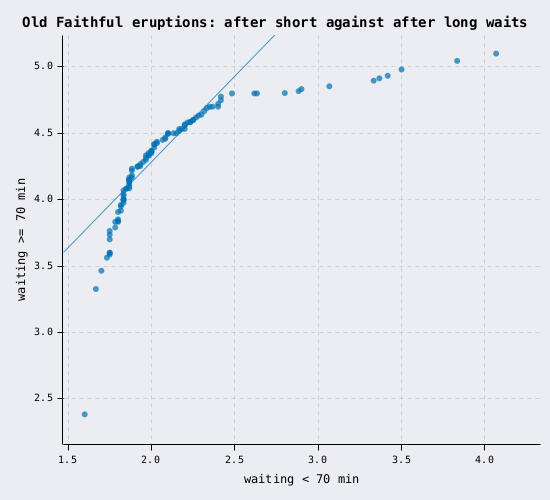 Old Faithful eruptions: after short against after long waits
waiting >= 70 min
5.0
4.5
4.0
3.5
3.0
2.5
1.5 2.0 2.5 3.0 3.5 4.0
waiting < 70 min